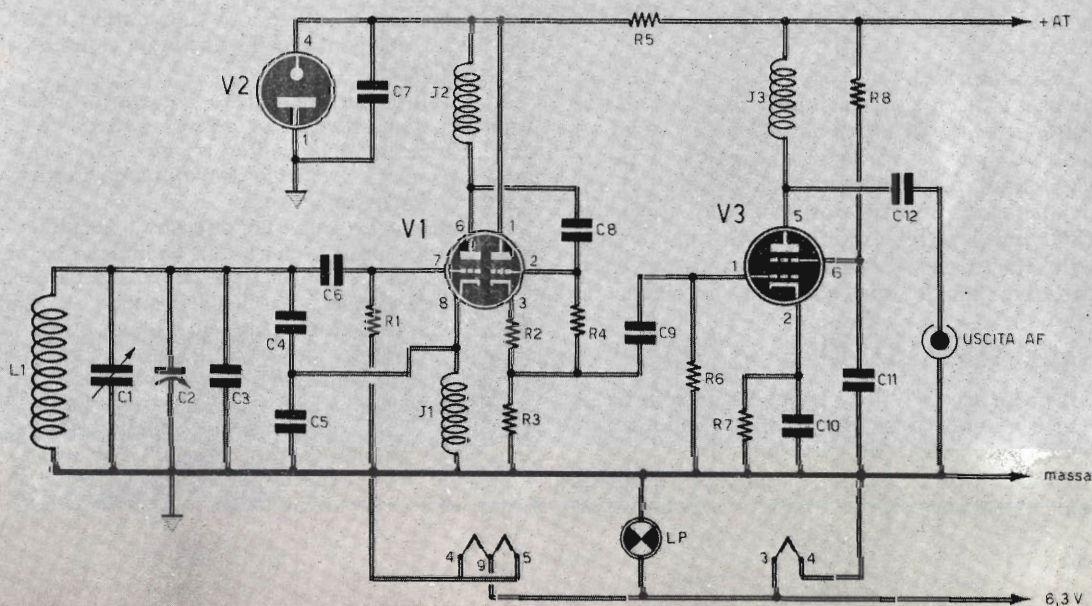 +AT
R5
4
V2
C7
J2
J3
R8
1
C12
V1
6
1
C8
V3
5
7
2
1
6
C6
8
3
2
USCITA AF
R1
R2
R4
C9
C4
L1
C1
C2
C3
R6
C11
C5
J1
R3
R7
C10
massa
LP
4
9
5
3
4
6,3 V